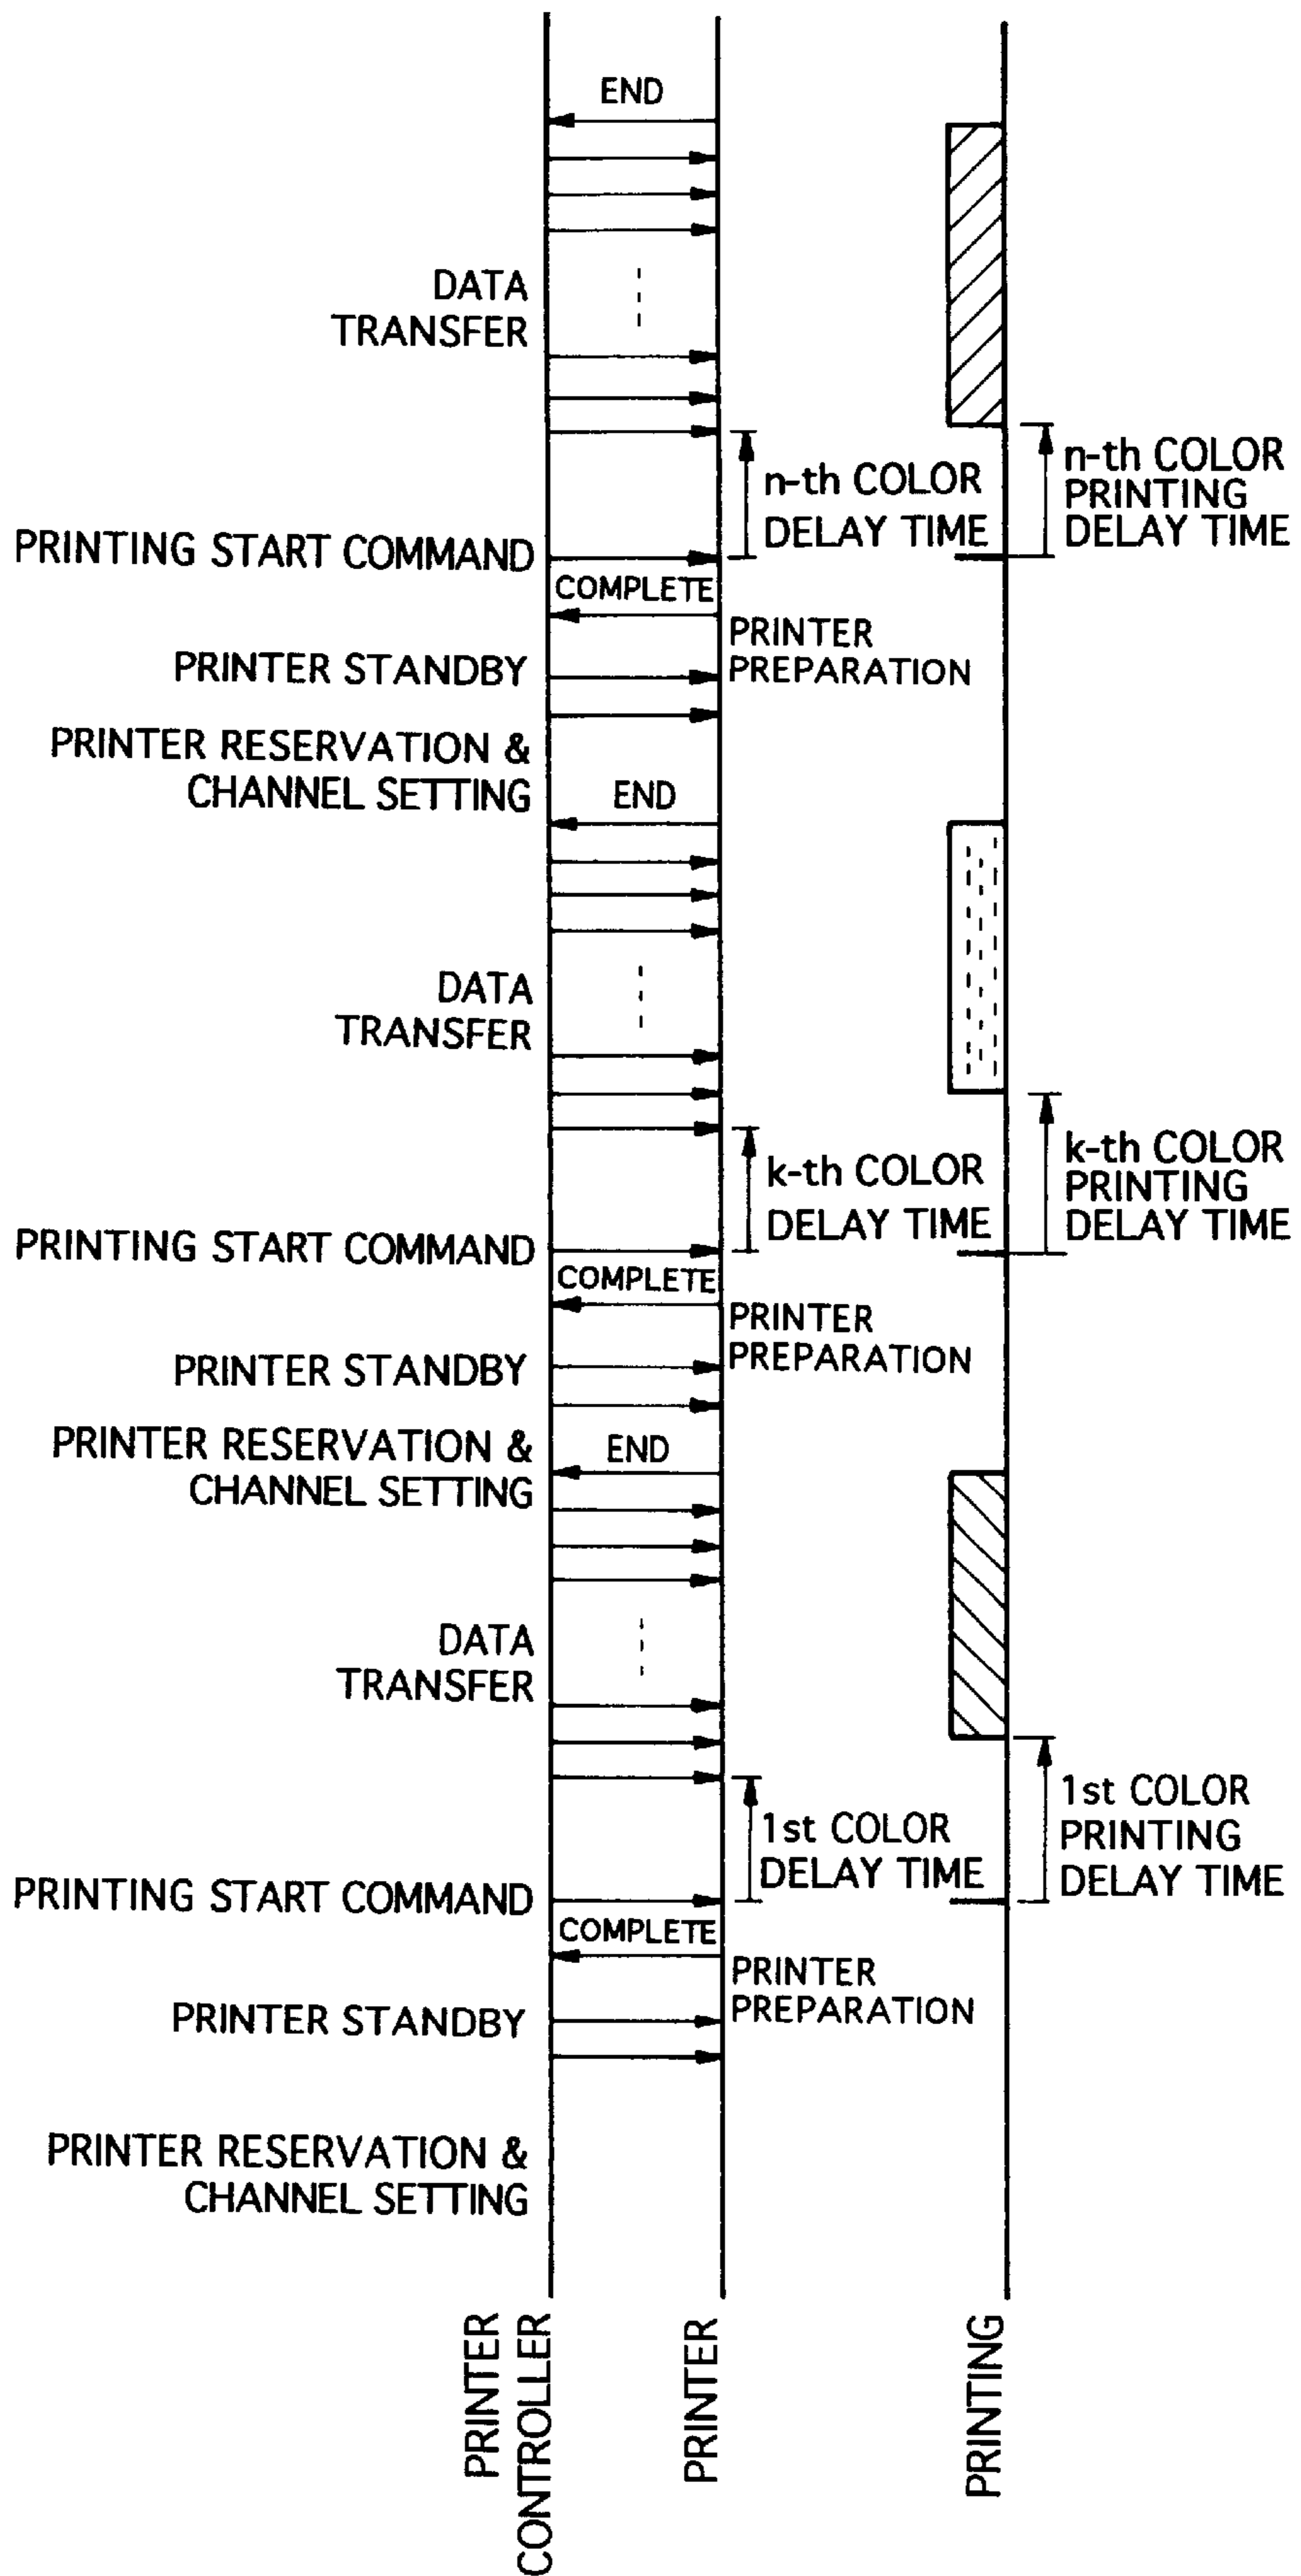 END
DATA
TRANSFER
n-th COLOR
DELAY TIME
n-th COLOR
PRINTING
DELAY TIME
PRINTING START COMMAND
COMPLETE
PRINTER
PREPARATION
PRINTER STANDBY
PRINTER RESERVATION &
CHANNEL SETTING
END
DATA
TRANSFER
k-th COLOR
DELAY TIME
k-th COLOR
PRINTING
DELAY TIME
PRINTING START COMMAND
COMPLETE
PRINTER
PREPARATION
PRINTER STANDBY
PRINTER RESERVATION &
CHANNEL SETTING
END
DATA
TRANSFER
1st COLOR
DELAY TIME
1st COLOR
PRINTING
DELAY TIME
PRINTING START COMMAND
COMPLETE
PRINTER
PREPARATION
PRINTER STANDBY
PRINTER RESERVATION &
CHANNEL SETTING
PRINTER
CONTROLLER
PRINTER
PRINTING